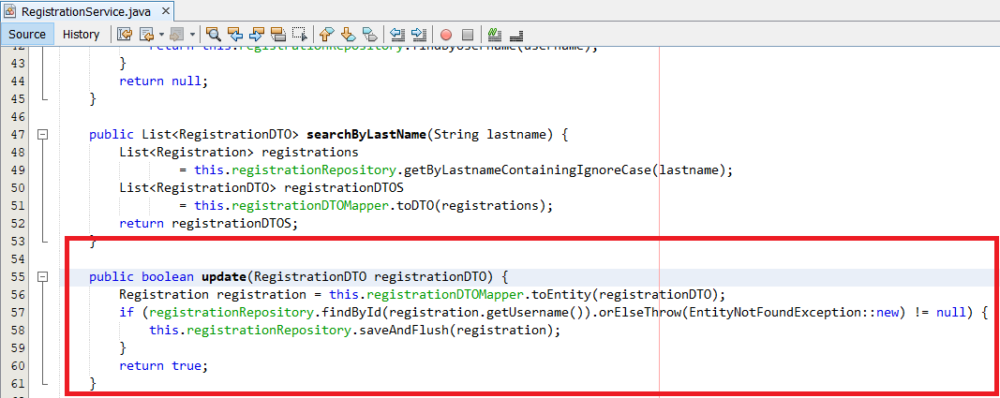 RegistrationService.java
Source History
42 return this.registrationRepository.findByUsername(username);
43 }
44 return null;
45 }
46
47 public List<RegistrationDTO> searchByLastName(String lastname) {
48 List<Registration> registrations
49 = this.registrationRepository.getByLastnameContainingIgnoreCase(lastname);
50 List<RegistrationDTO> registrationDTOS
51 = this.registrationDTOMapper.toDTO(registrations);
52 return registrationDTOS;
53 }
54
55 public boolean update(RegistrationDTO registrationDTO) {
56 Registration registration = this.registrationDTOMapper.toEntity(registrationDTO);
57 if (registrationRepository.findById(registration.getUsername()).orElseThrow(EntityNotFoundException::new) != null) {
58 this.registrationRepository.saveAndFlush(registration);
59 }
60 return true;
61 }